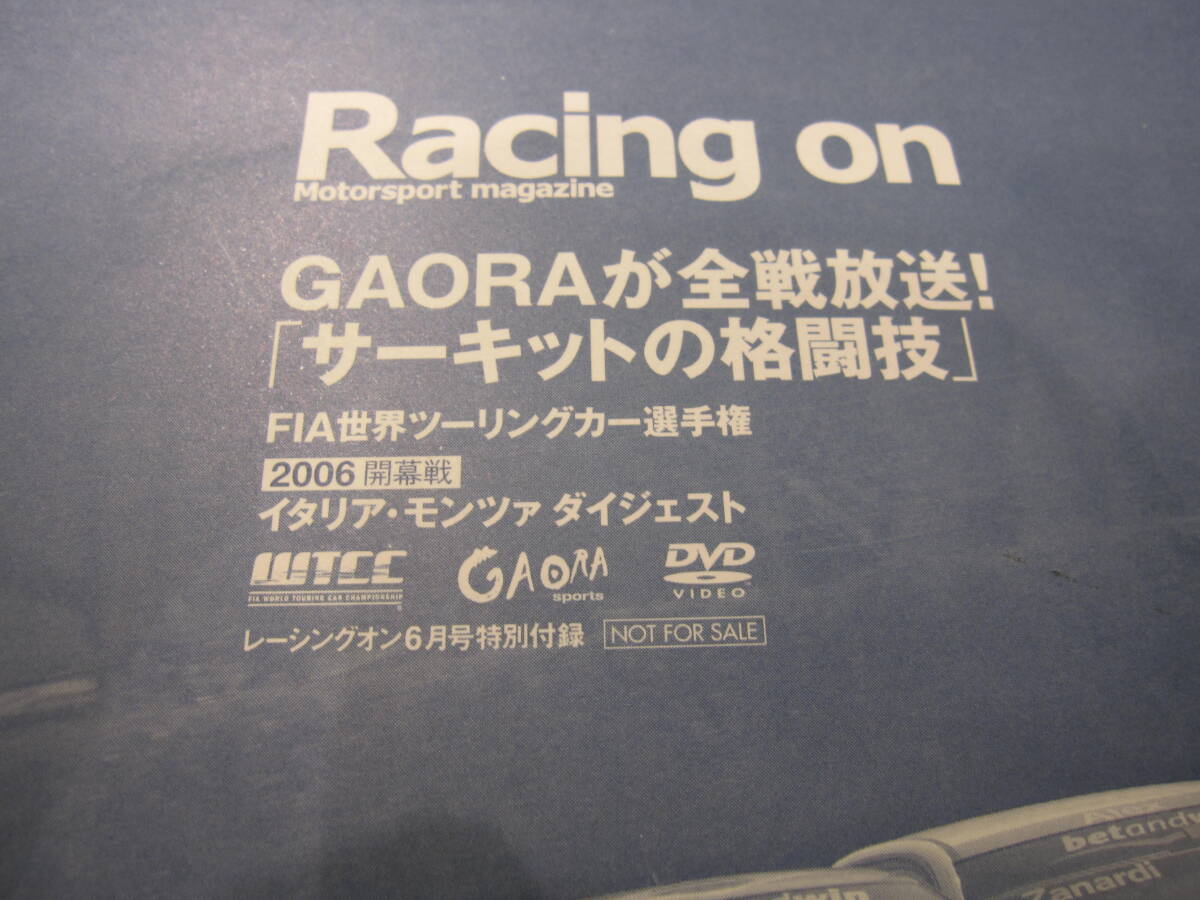 Racing on
Motorsport magazine
GAORAが全戦放送!
「サーキットの格闘技」
FIA世界ツーリングカー選手権
2006 開幕戦
イタリア・モンツァ ダイジェスト
WTCC
FIA WORLD TOURING CAR CHAMPIONSHIP
GAORA
sports
DVD
VIDEO
レーシングオン6月号特別付録 NOT FOR SALE
Alex
betandw
Zanardi
dwin